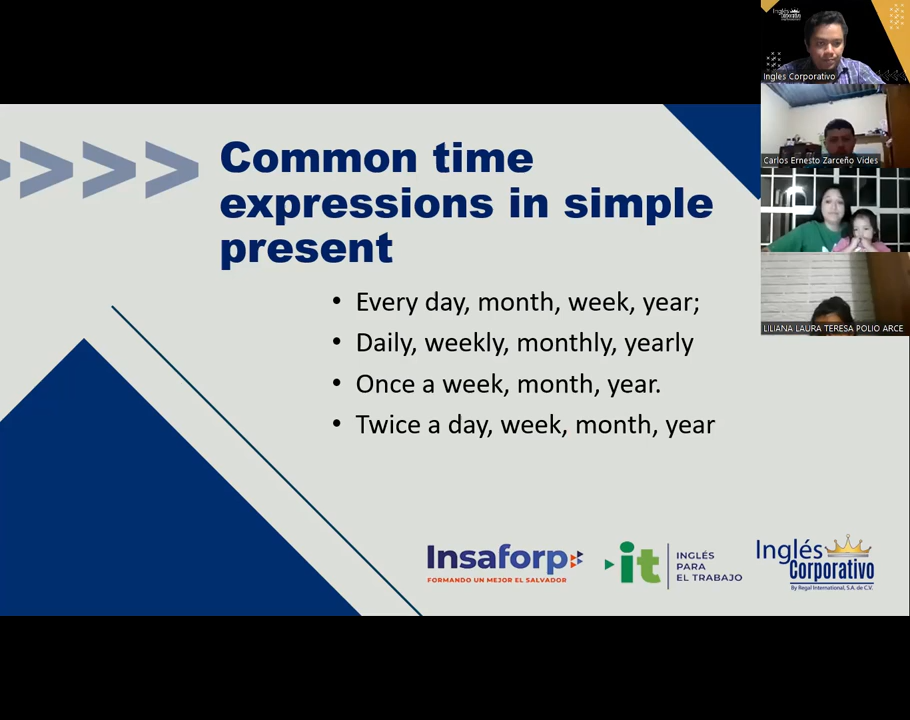 Common time
expressions in simple
present
• Every day, month, week, year;
• Daily, weekly, monthly, yearly
• Once a week, month, year.
• Twice a day, week, month, year
Insaforp
FORMANDO UN MEJOR EL SALVADOR
it
INGLÉS
PARA
EL TRABAJO
Inglés
Corporativo
By Regal International, S.A. de C.V.
Inglés
Corporativo
Ingles Corporativo
Carlos Ernesto Zarceño Vides
LILIANA LAURA TERESA POLIO ARCE